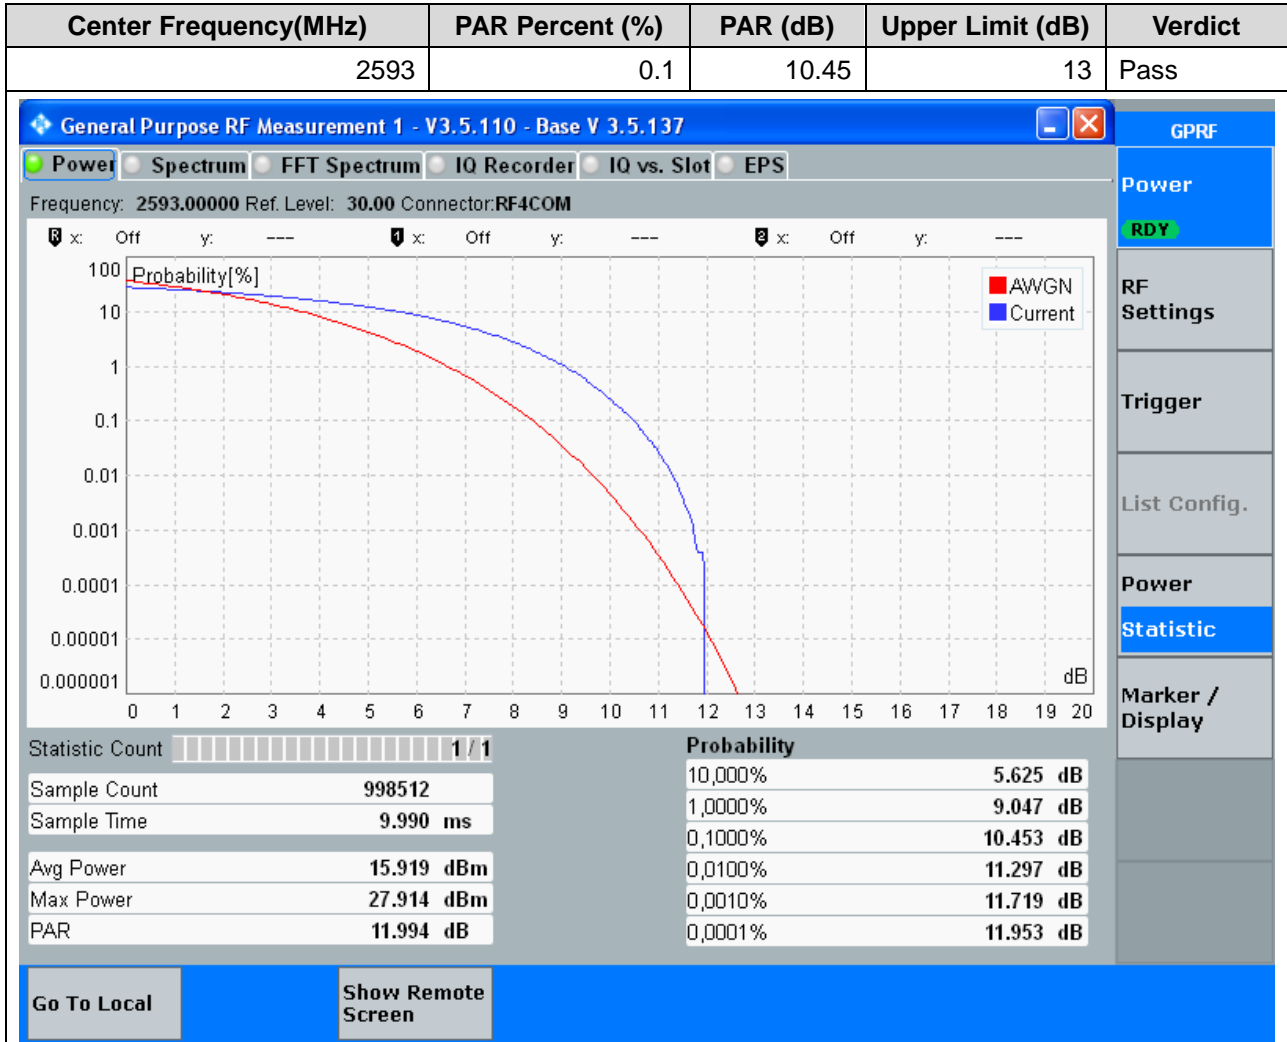 Center Frequency(MHz) PAR Percent (%) PAR (dB) Upper Limit (dB) Verdict
2593 0.1 10.45 13 Pass
General Purpose RF Measurement 1 - V3.5.110 - Base V 3.5.137
GPRF
Power Spectrum FFT Spectrum IQ Recorder IQ vs. Slot EPS
Frequency: 2593.00000 Ref. Level: 30.00 Connector:RF4COM
R x: Off y: --- 1 x: Off y: --- 2 x: Off y: ---
Probability[%]
100
10
1
0.1
0.01
0.001
0.0001
0.00001
0.000001
AWGN
Current
dB
0 1 2 3 4 5 6 7 8 9 10 11 12 13 14 15 16 17 18 19 20
Power
RDY
RF
Settings
Trigger
List Config.
Power
Statistic
Marker /
Display
Statistic Count 1 / 1
Sample Count 998512
Sample Time 9.990 ms
Avg Power 15.919 dBm
Max Power 27.914 dBm
PAR 11.994 dB
Probability
10,000% 5.625 dB
1,0000% 9.047 dB
0,1000% 10.453 dB
0,0100% 11.297 dB
0,0010% 11.719 dB
0,0001% 11.953 dB
Go To Local
Show Remote
Screen